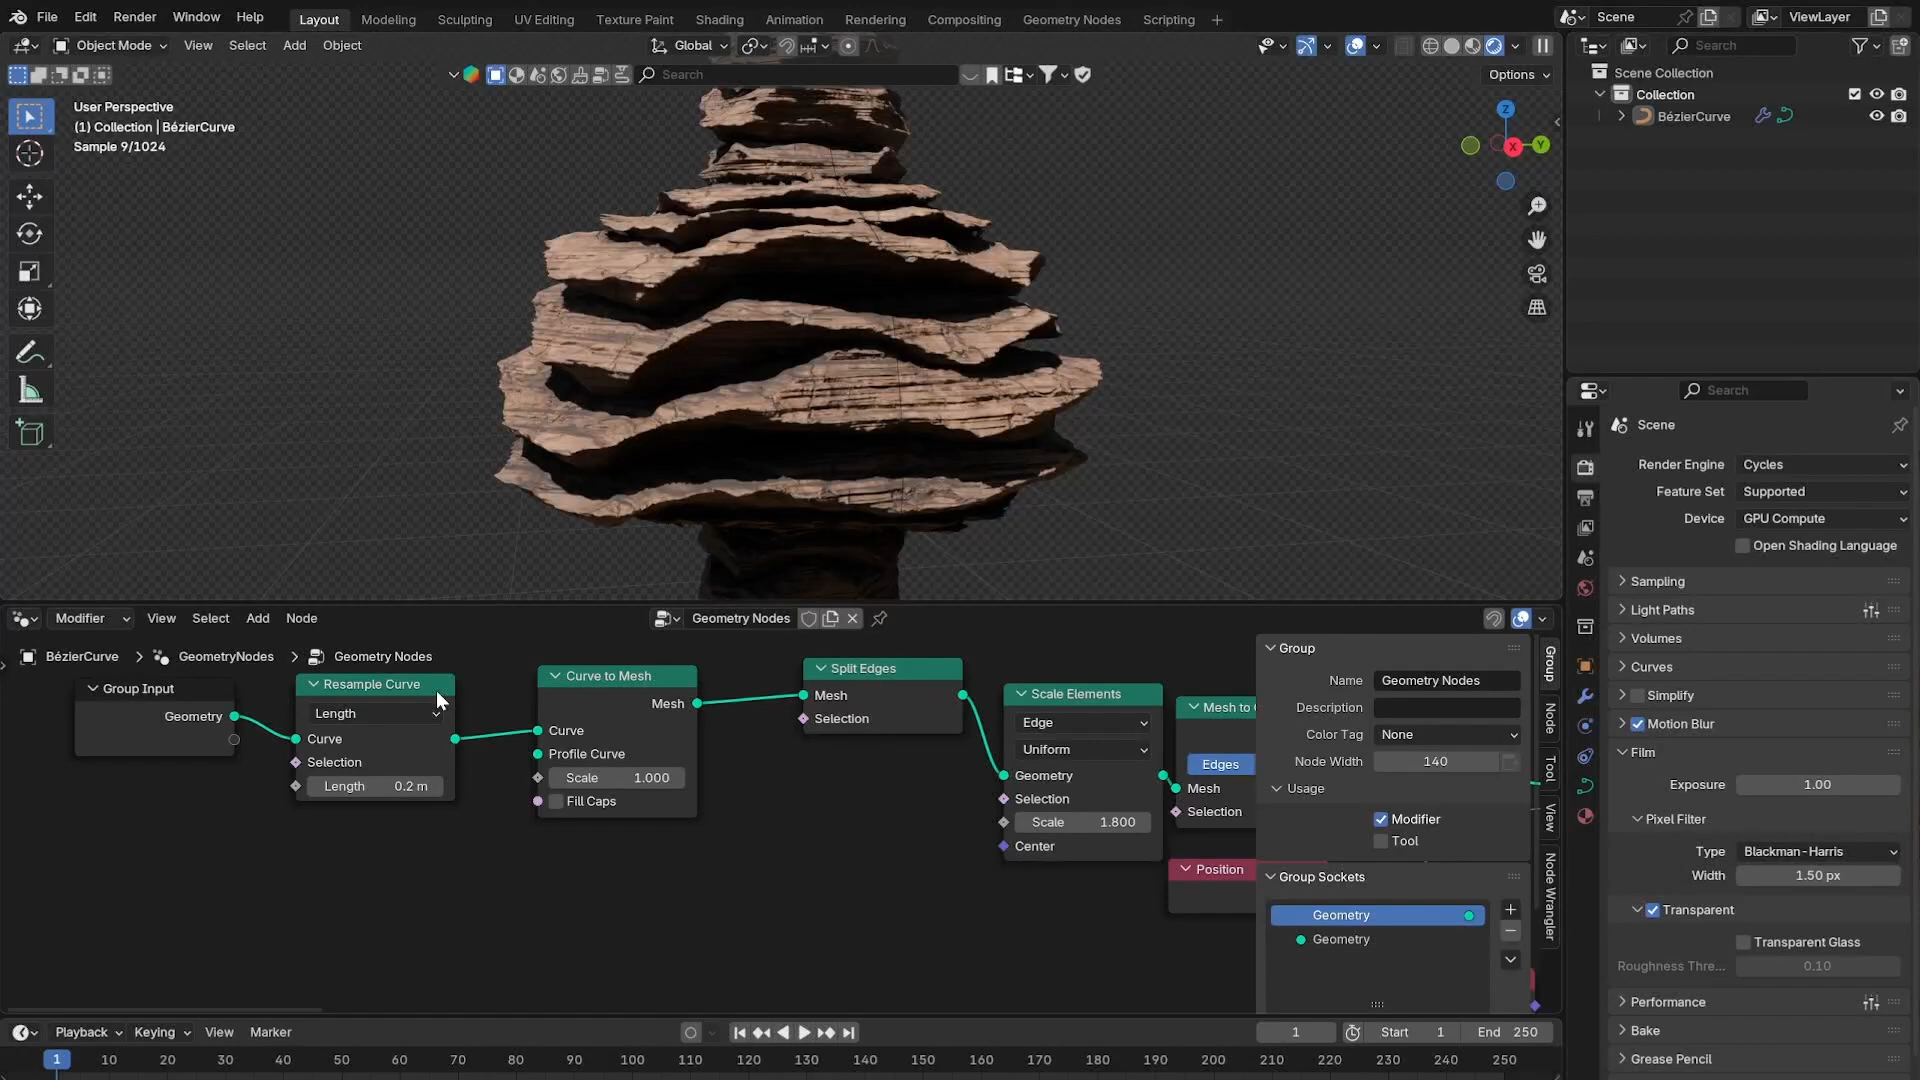 File Edit Render Window Help Layout Modeling Sculpting UV Editing Texture Paint Shading Animation Rendering Compositing Geometry Nodes Scripting + Scene ViewLayer
Object Mode View Select Add Object Global Search
Search Options
User Perspective
(1) Collection | BézierCurve
Sample 9/1024
Z
Y
X
Scene Collection
Collection
BézierCurve
Search
Scene
Render Engine Cycles
Feature Set Supported
Device GPU Compute
Open Shading Language
Sampling
Light Paths
Volumes
Curves
Simplify
Motion Blur
Film
Exposure 1.00
Pixel Filter
Type Blackman-Harris
Width 1.50 px
Transparent
Transparent Glass
Roughness Thre... 0.10
Performance
Bake
Grease Pencil
Modifier View Select Add Node Geometry Nodes
BézierCurve > GeometryNodes > Geometry Nodes
Group Input
Geometry
Resample Curve
Length
Curve
Selection
Length 0.2 m
Curve to Mesh
Mesh
Curve
Profile Curve
Scale 1.000
Fill Caps
Split Edges
Mesh
Selection
Scale Elements
Edge
Uniform
Geometry
Selection
Scale 1.800
Center
Mesh to
Edges
Mesh
Selection
Position
Group
Name Geometry Nodes
Description
Color Tag None
Node Width 140
Usage
Modifier
Tool
Group Sockets
Geometry
Geometry
Group
Node
Tool
View
Node Wrangler
Playback Keying View Marker 1 Start 1 End 250
1 10 20 30 40 50 60 70 80 90 100 110 120 130 140 150 160 170 180 190 200 210 220 230 240 250